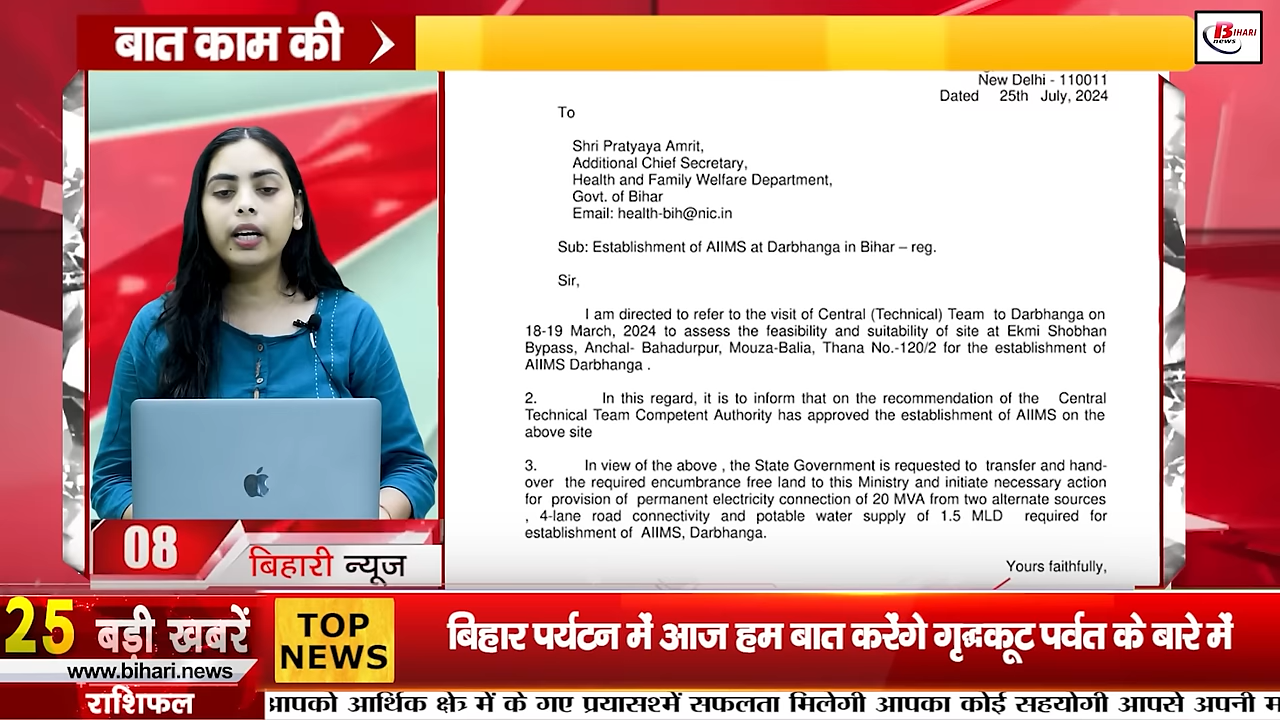 बात काम की
BIHARI
news
New Delhi - 110011
Dated 25th July, 2024
To
Shri Pratyaya Amrit,
Additional Chief Secretary,
Health and Family Welfare Department,
Govt. of Bihar
Email: health-bih@nic.in
Sub: Establishment of AIIMS at Darbhanga in Bihar – reg.
Sir,
I am directed to refer to the visit of Central (Technical) Team to Darbhanga on
18-19 March, 2024 to assess the feasibility and suitability of site at Ekmi Shobhan
Bypass, Anchal- Bahadurpur, Mouza-Balia, Thana No.-120/2 for the establishment of
AIIMS Darbhanga .
2. In this regard, it is to inform that on the recommendation of the Central
Technical Team Competent Authority has approved the establishment of AIIMS on the
above site
3. In view of the above , the State Government is requested to transfer and hand-
over the required encumbrance free land to this Ministry and initiate necessary action
for provision of permanent electricity connection of 20 MVA from two alternate sources
, 4-lane road connectivity and potable water supply of 1.5 MLD required for
establishment of AIIMS, Darbhanga.
Yours faithfully,
08
बिहारी न्यूज
25 बड़ी खबरें
www.bihari.news
TOP
NEWS
बिहार पर्यटन में आज हम बात करेंगे गृद्धकूट पर्वत के बारे में
राशिफल
आपको आर्थिक क्षेत्र में के गए प्रयासश्में सफलता मिलेगी आपका कोई सहयोगी आपसे अपनी